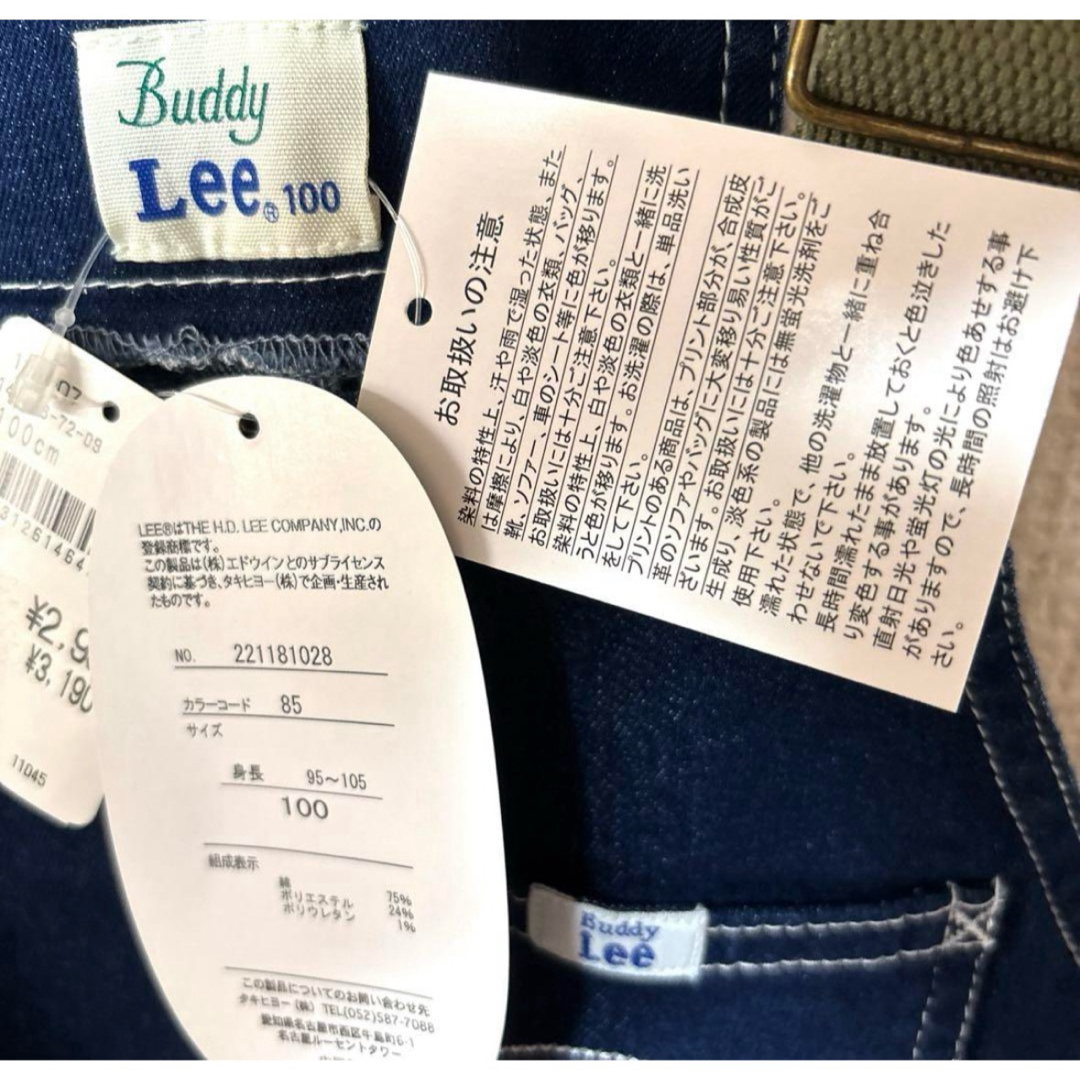 Buddy
Lee® 100
お取扱いの注意
染料の特性上、汗や雨で湿った状態、また
は摩擦により、白や淡色の衣類、バッグ、
靴、ソファー、車のシート等に色が移ります。
お取扱いには十分ご注意下さい。
染料の特性上、白や淡色の衣類と一緒に洗
うと色が移ります。お洗濯の際は、単品洗い
をして下さい。
プリントのある商品は、プリント部分が、合成皮
革のソファやバッグに大変移り易い性質がご
ざいます。お取扱いには十分ご注意下さい。
生成り、淡色系の製品には無蛍光洗剤をご
使用下さい。
濡れた状態で、他の洗濯物と一緒に重ね合
わせないで下さい。
長時間濡れたまま放置しておくと色泣きした
り変色する事があります。
直射日光や蛍光灯の光により色あせする事
がありますので、長時間の照射はお避け下
さい。
-72-09
100cm
3126146
¥2,9
¥3,190
11045
LEE®はTHE H.D. LEE COMPANY,INC.の
登録商標です。
この製品は(株)エドウインとのサブライセンス
契約に基づき、タキヒヨー(株)で企画・生産され
たものです。
NO. 221181028
カラーコード 85
サイズ
身長 95～105
100
組成表示
綿 75%
ポリエステル 24%
ポリウレタン 1%
この製品についてのお問い合わせ先
タキヒヨー(株) TEL(052)587-7088
愛知県名古屋市西区牛島町6-1
名古屋ルーセントタワー
Buddy
Lee